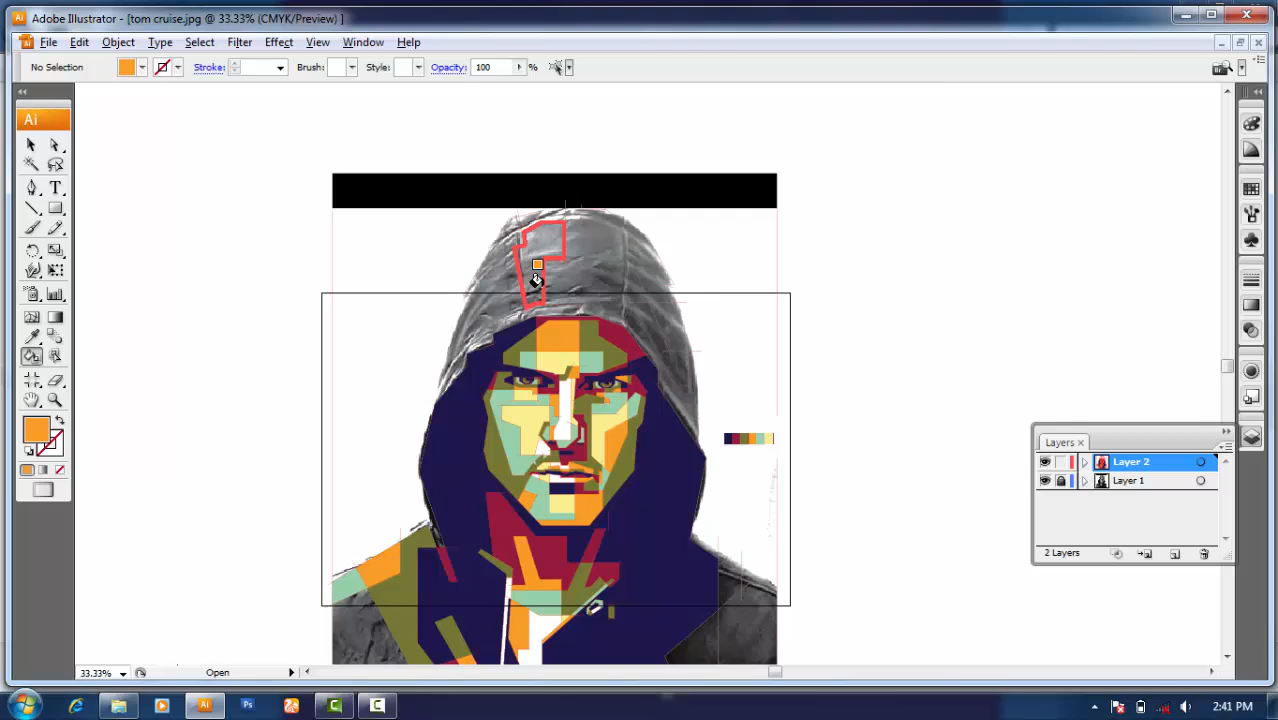 Adobe Illustrator - [tom cruise.jpg @ 33.33% (CMYK/Preview) ]
File Edit Object Type Select Filter Effect View Window Help
No Selection Stroke: Brush: Style: Opacity: 100 %
Ai
T
Layers
Layer 2
Layer 1
2 Layers
33.33% Open
Ai Ps C C 2:41 PM